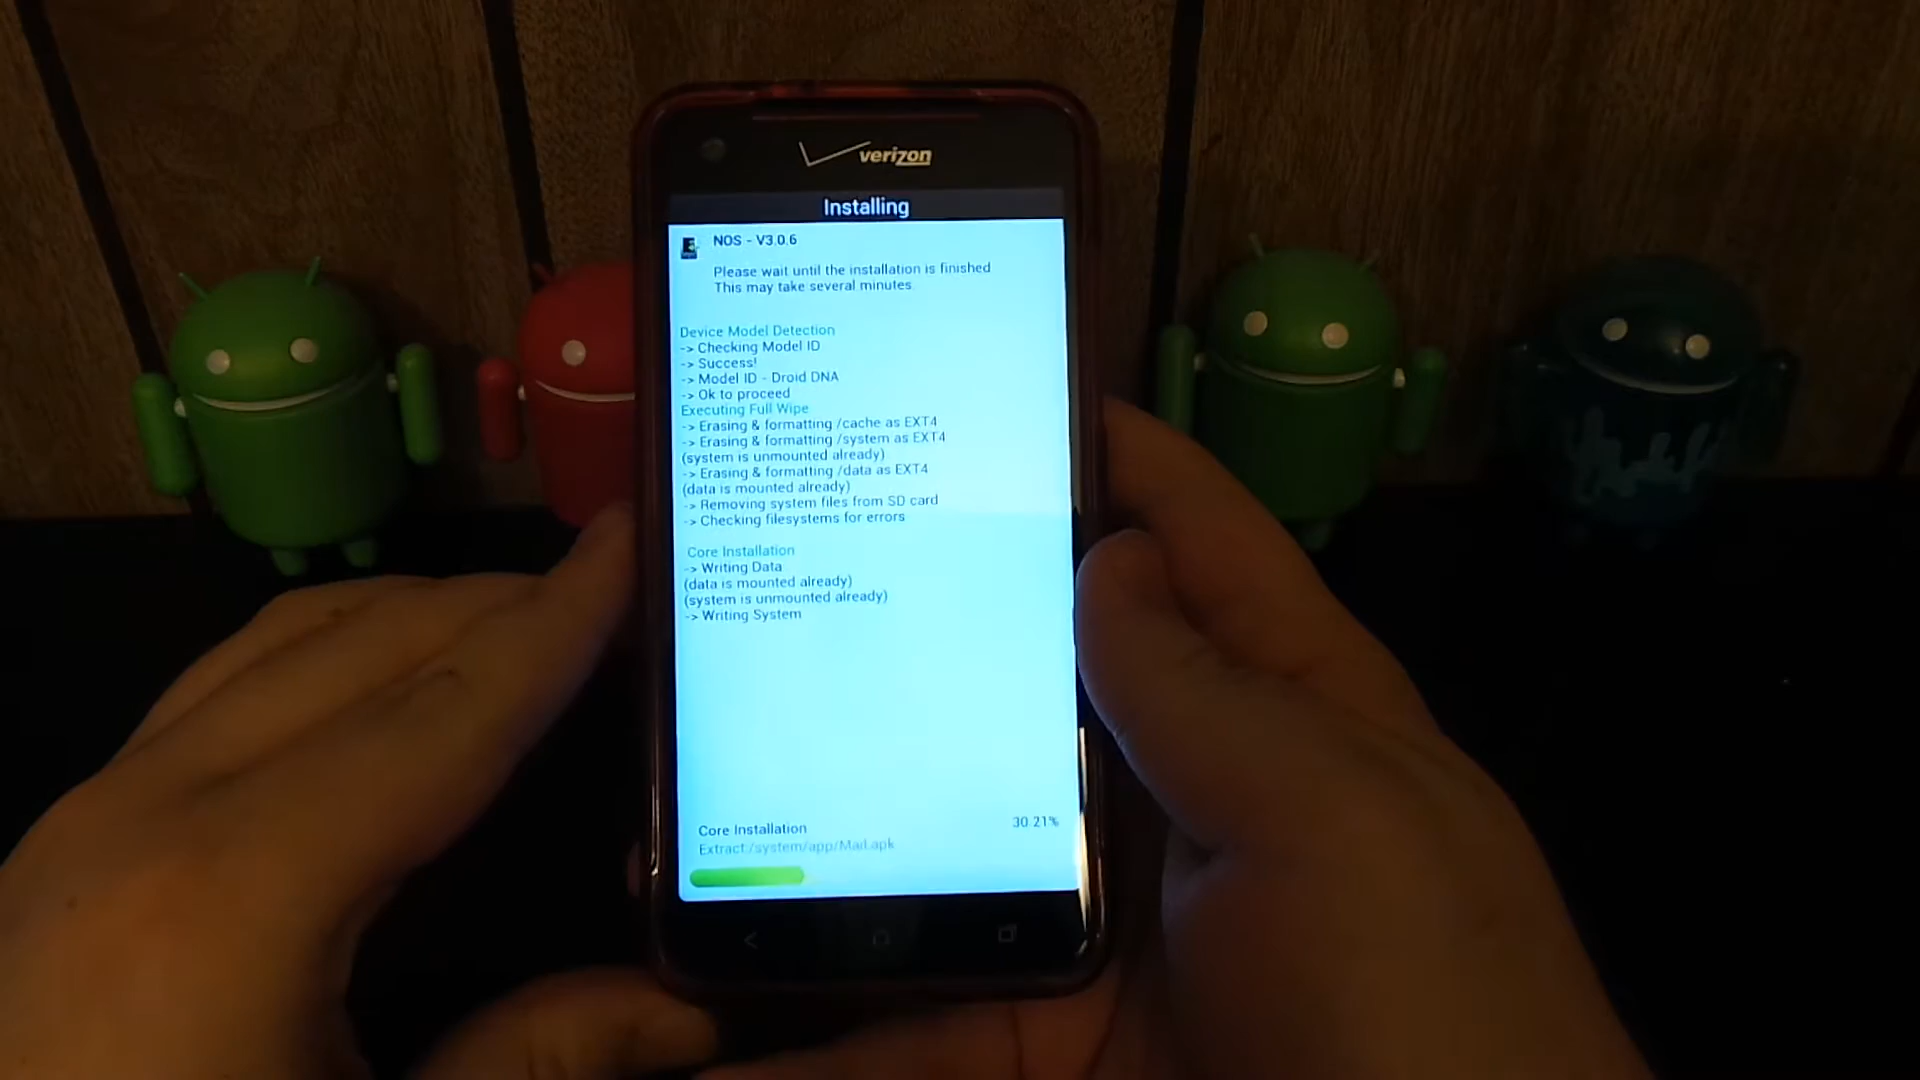 verizon
Installing
NOS - V3.0.6
Please wait until the installation is finished
This may take several minutes.
Device Model Detection
-> Checking Model ID
-> Success!
-> Model ID - Droid DNA
-> Ok to proceed
Executing Full Wipe
-> Erasing & formatting /cache as EXT4
-> Erasing & formatting /system as EXT4
(system is unmounted already)
-> Erasing & formatting /data as EXT4
(data is mounted already)
-> Removing system files from SD card
-> Checking filesystems for errors
Core Installation
-> Writing Data
(data is mounted already)
(system is unmounted already)
-> Writing System
Core Installation 30.21%
Extract:/system/app/Mail.apk